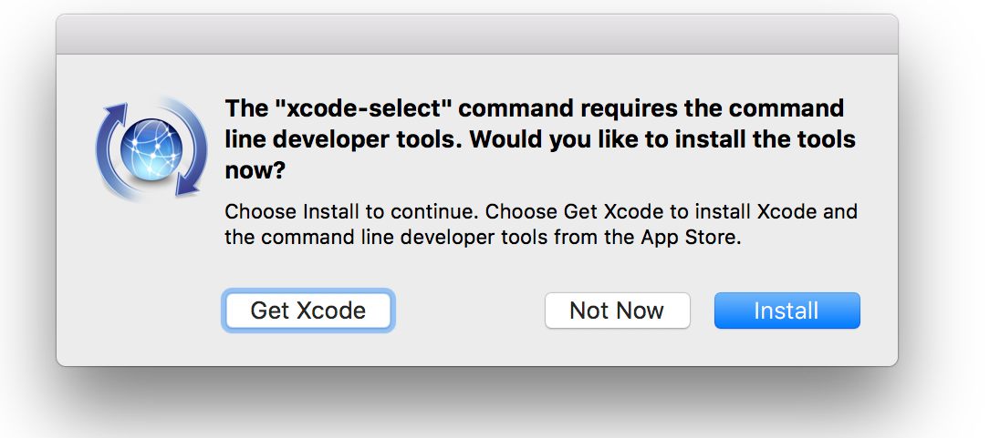 The "xcode-select" command requires the command
line developer tools. Would you like to install the tools
now?
Choose Install to continue. Choose Get Xcode to install Xcode and
the command line developer tools from the App Store.
Get Xcode
Not Now
Install